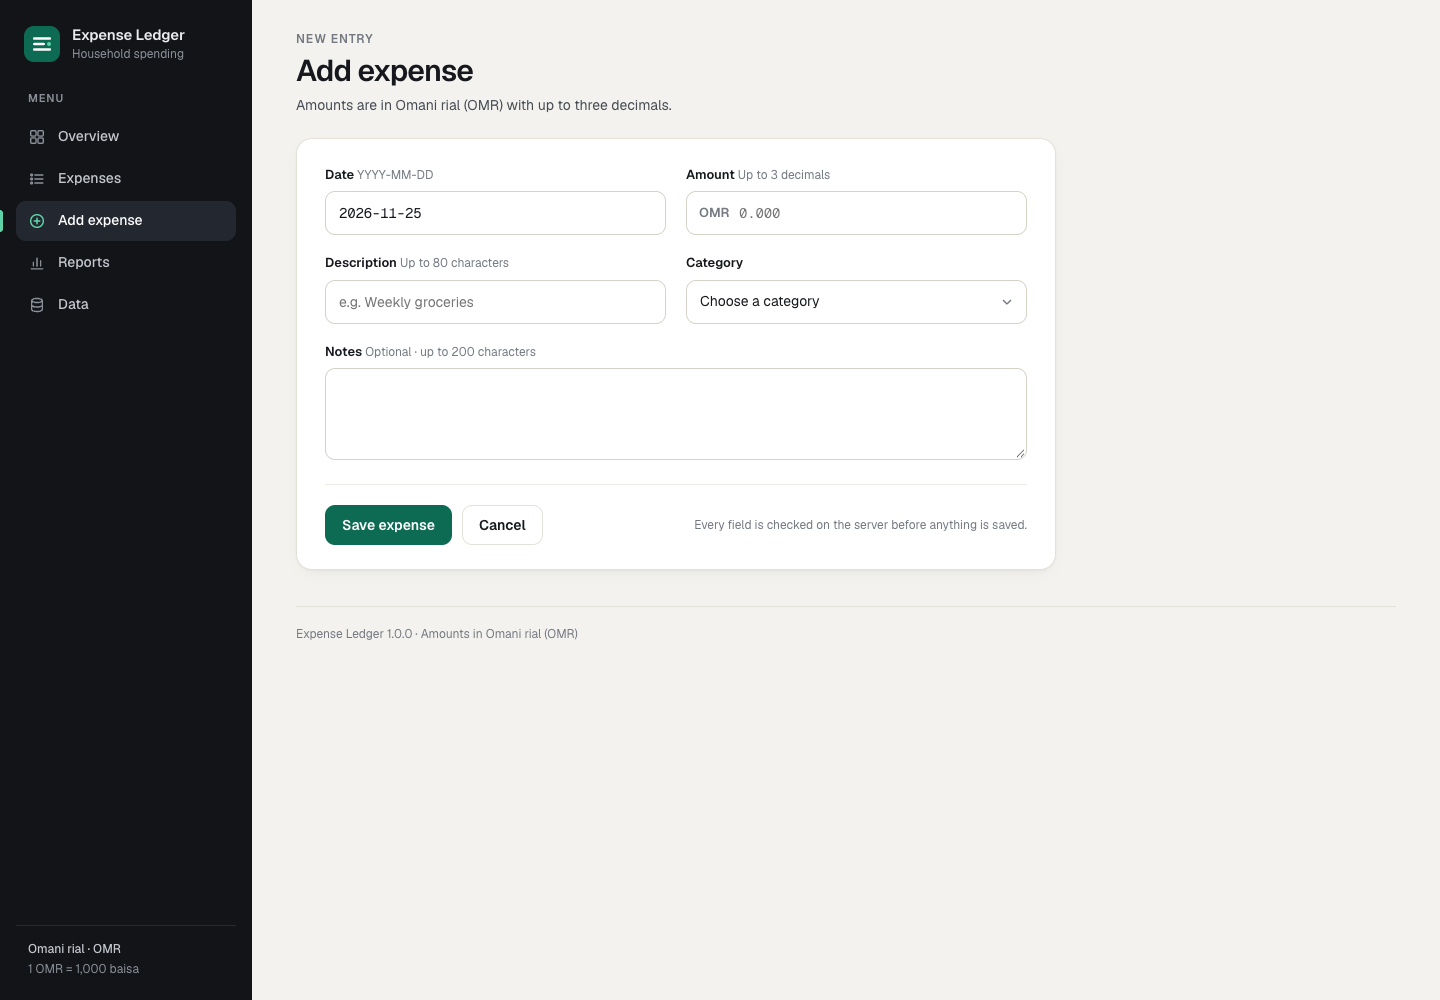 Expense Ledger
Household spending
MENU
Overview
Expenses
Add expense
Reports
Data
Omani rial · OMR
1 OMR = 1,000 baisa
NEW ENTRY
Add expense
Amounts are in Omani rial (OMR) with up to three decimals.
Date YYYY-MM-DD
2026-11-25
Amount Up to 3 decimals
OMR 0.000
Description Up to 80 characters
e.g. Weekly groceries
Category
Choose a category
Notes Optional · up to 200 characters
Save expense
Cancel
Every field is checked on the server before anything is saved.
Expense Ledger 1.0.0 · Amounts in Omani rial (OMR)